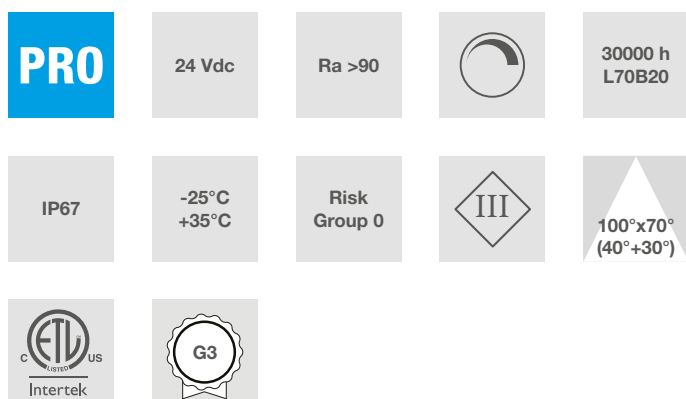 PRO
24 Vdc
Ra >90
30000 h
L70B20
IP67
-25°C
+35°C
Risk
Group 0
III
100°x70°
(40°+30°)
ETL
C US
LISTED
Intertek
G3